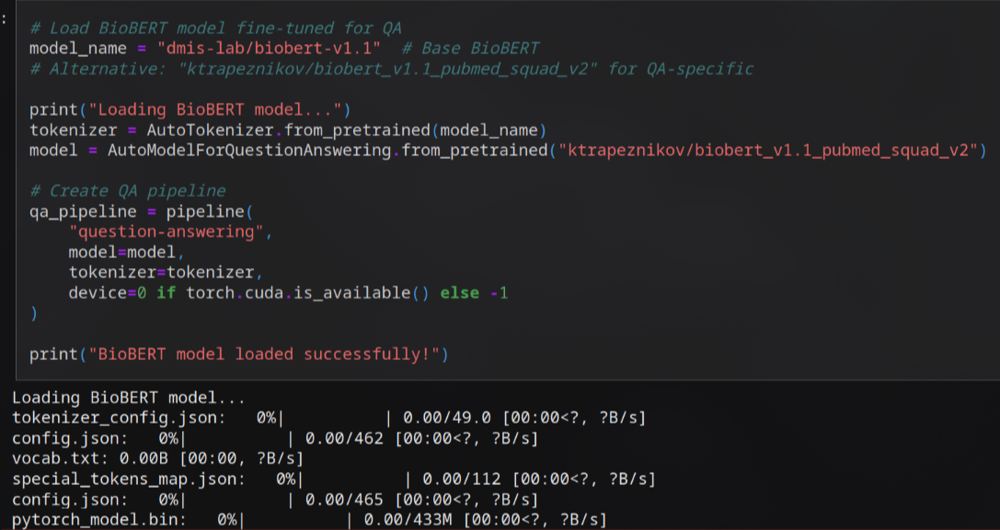 :
# Load BioBERT model fine-tuned for QA
model_name = "dmis-lab/biobert-v1.1"  # Base BioBERT
# Alternative: "ktrapeznikov/biobert_v1.1_pubmed_squad_v2" for QA-specific
print("Loading BioBERT model...")
tokenizer = AutoTokenizer.from_pretrained(model_name)
model = AutoModelForQuestionAnswering.from_pretrained("ktrapeznikov/biobert_v1.1_pubmed_squad_v2")
# Create QA pipeline
qa_pipeline = pipeline(
    "question-answering",
    model=model,
    tokenizer=tokenizer,
    device=0 if torch.cuda.is_available() else -1
)
print("BioBERT model loaded successfully!")
Loading BioBERT model...
tokenizer_config.json:   0%|          | 0.00/49.0 [00:00<?, ?B/s]
config.json:   0%|          | 0.00/462 [00:00<?, ?B/s]
vocab.txt: 0.00B [00:00, ?B/s]
special_tokens_map.json:   0%|          | 0.00/112 [00:00<?, ?B/s]
config.json:   0%|          | 0.00/465 [00:00<?, ?B/s]
pytorch_model.bin:   0%|          | 0.00/433M [00:00<?, ?B/s]